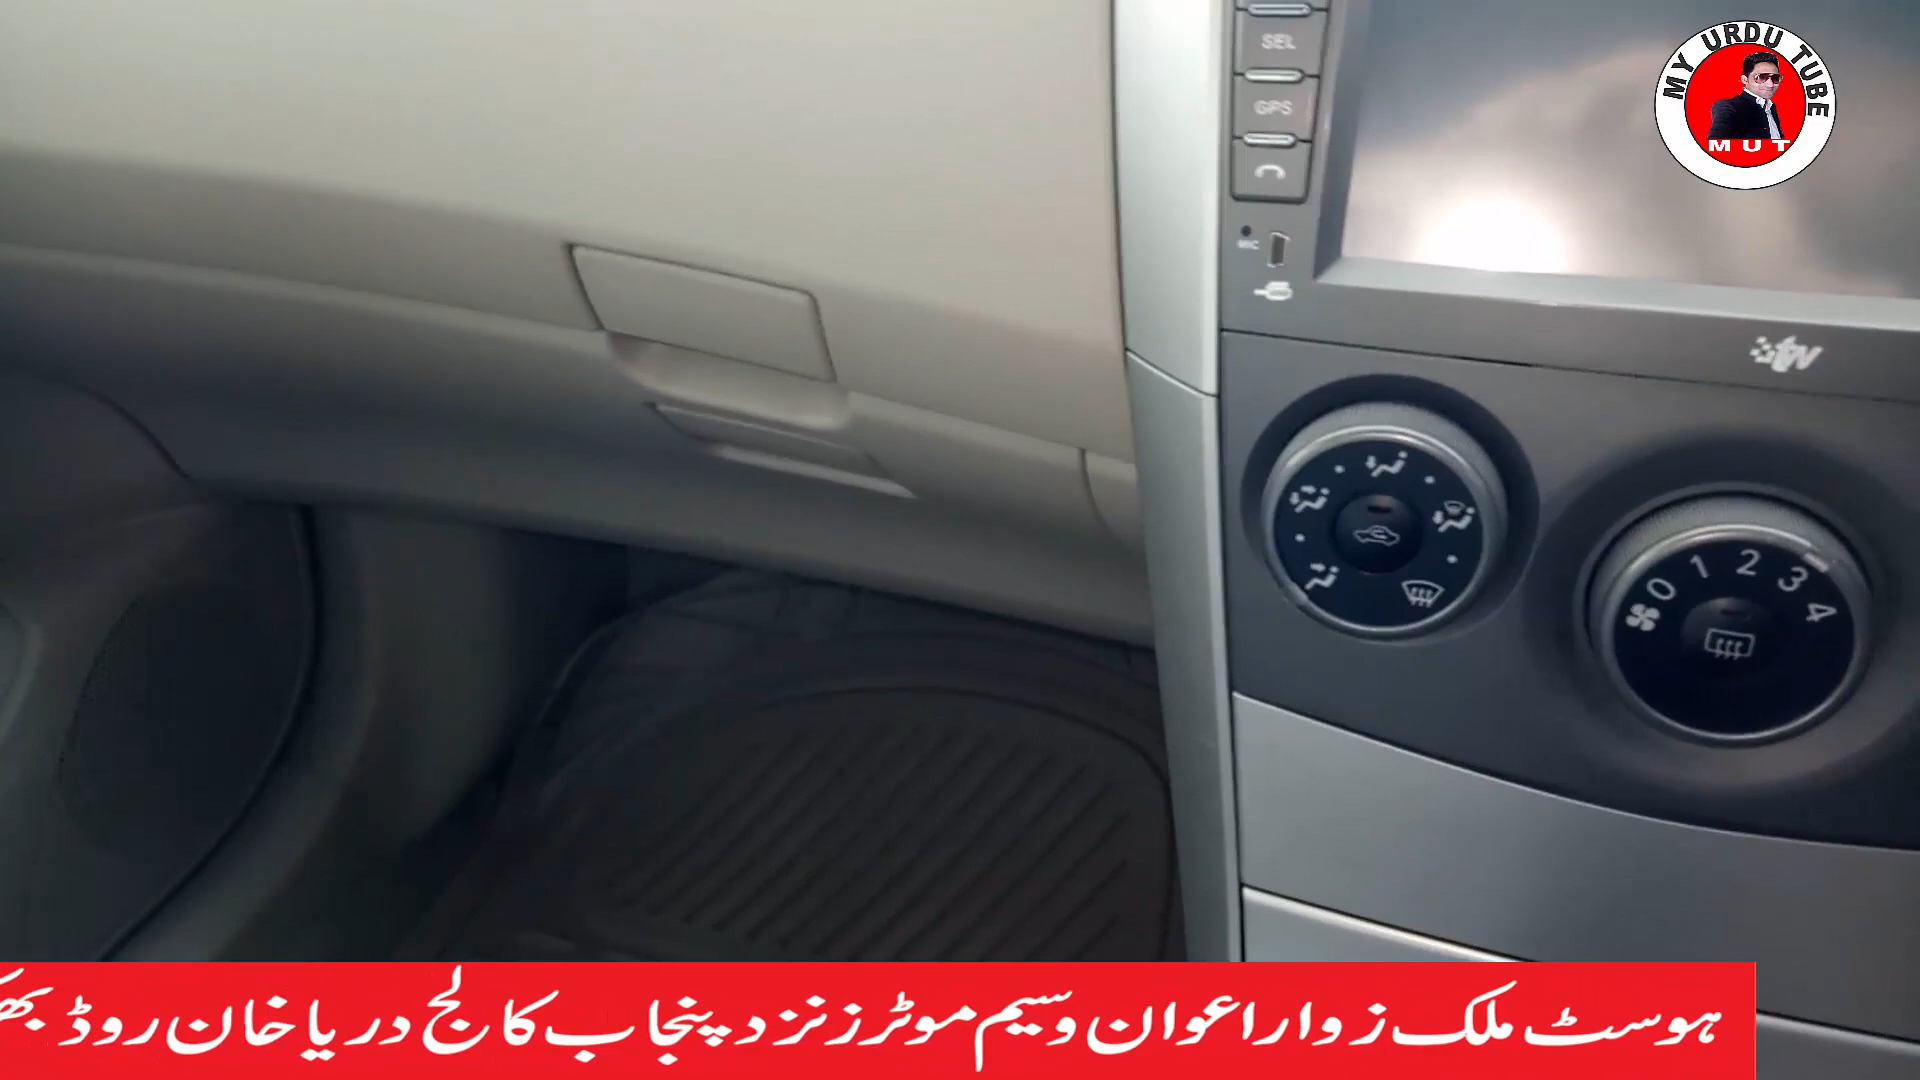 MY URDU TUBE
MUT
SEL
GPS
MIC
0 1 2 3 4
ہوسٹ ملک زوار اعوان وسیم موٹرز نزد پنجاب کالج دریا خان روڈ